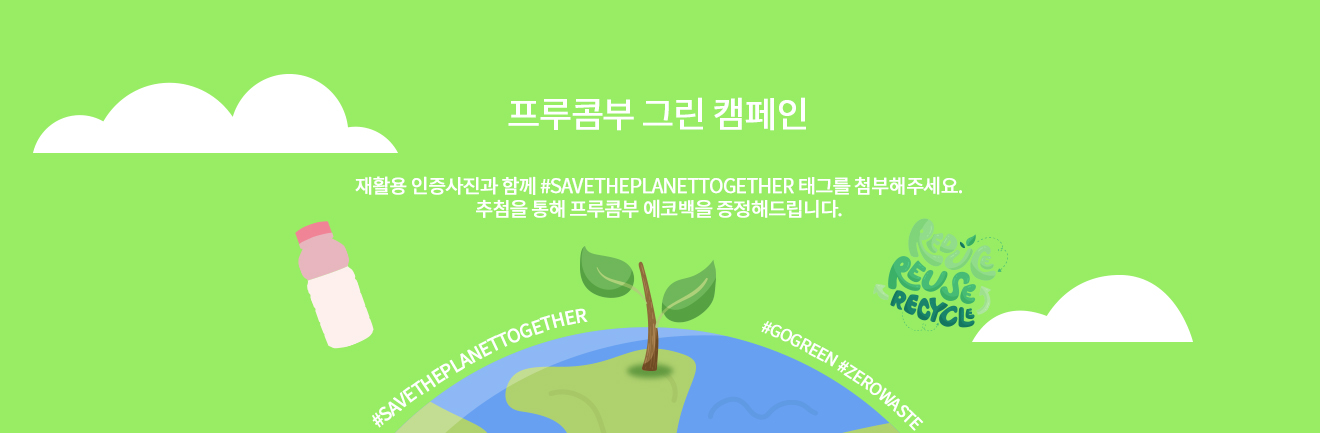 프루콤부 그린 캠페인
재활용 인증사진과 함께 #SAVETHEPLANETTOGETHER 태그를 첨부해주세요.
추첨을 통해 프루콤부 에코백을 증정해드립니다.
REDUCE
REUSE
RECYCLE
#SAVETHEPLANETTOGETHER
#GOGREEN #ZEROWASTE